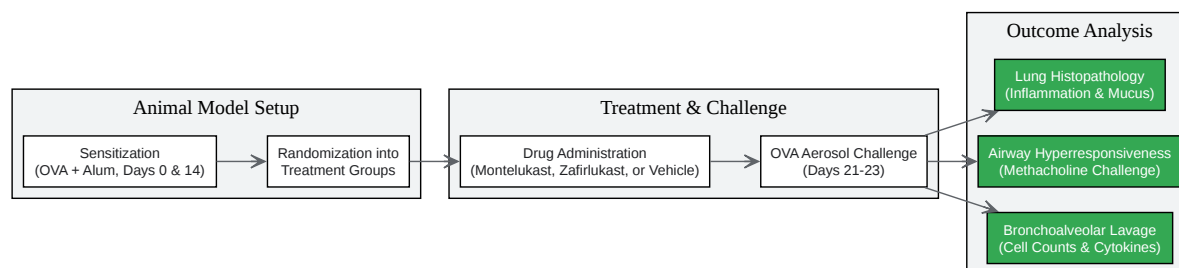 Animal Model Setup
Sensitization
(OVA + Alum, Days 0 & 14)
Randomization into
Treatment Groups
Treatment & Challenge
Drug Administration
(Montelukast, Zafirlukast, or Vehicle)
OVA Aerosol Challenge
(Days 21-23)
Outcome Analysis
Lung Histopathology
(Inflammation & Mucus)
Airway Hyperresponsiveness
(Methacholine Challenge)
Bronchoalveolar Lavage
(Cell Counts & Cytokines)